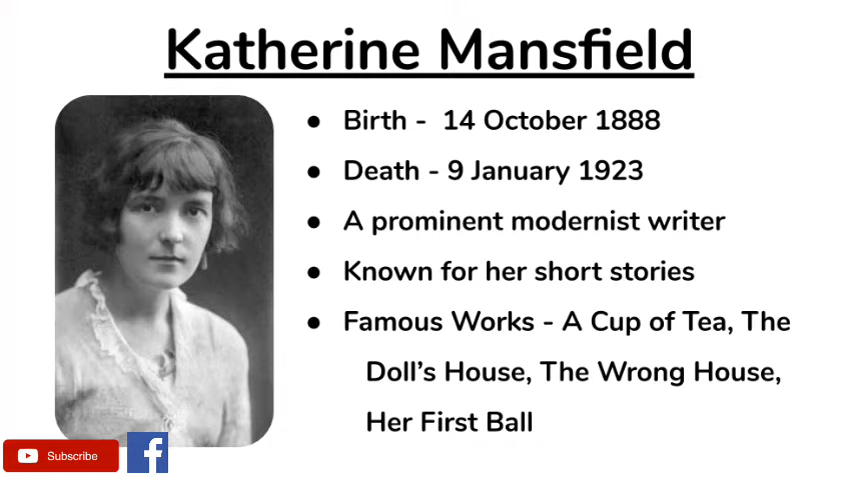 Katherine Mansfield
● Birth - 14 October 1888
● Death - 9 January 1923
● A prominent modernist writer
● Known for her short stories
● Famous Works - A Cup of Tea, The
Doll’s House, The Wrong House,
Her First Ball
Subscribe
f